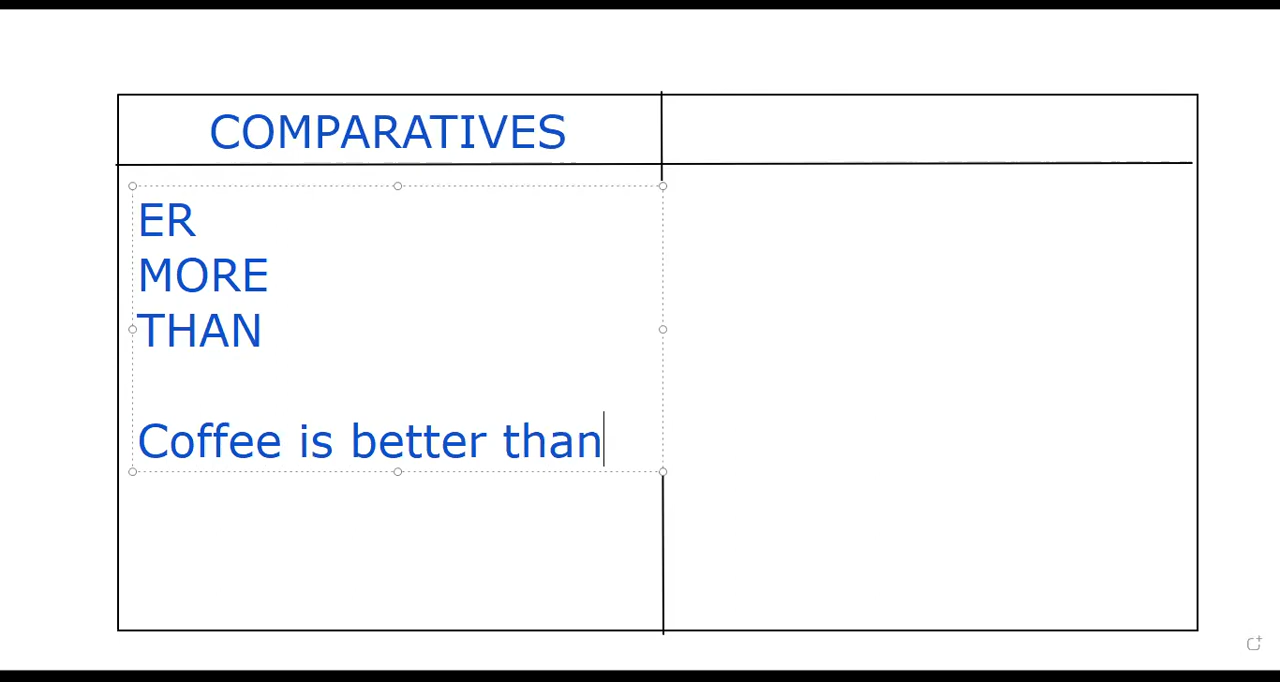 COMPARATIVES
ER
MORE
THAN
Coffee is better than